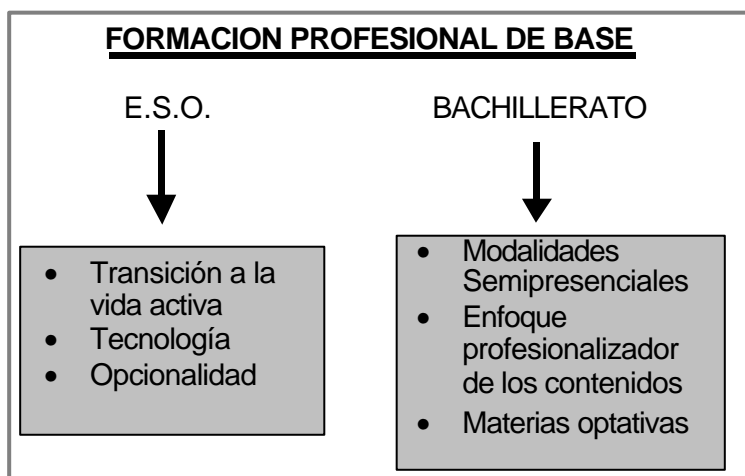 FORMACION PROFESIONAL DE BASE
E.S.O.
BACHILLERATO
• Transición a la
vida activa
• Tecnología
• Opcionalidad
• Modalidades
Semipresenciales
• Enfoque
profesionalizador
de los contenidos
• Materias optativas